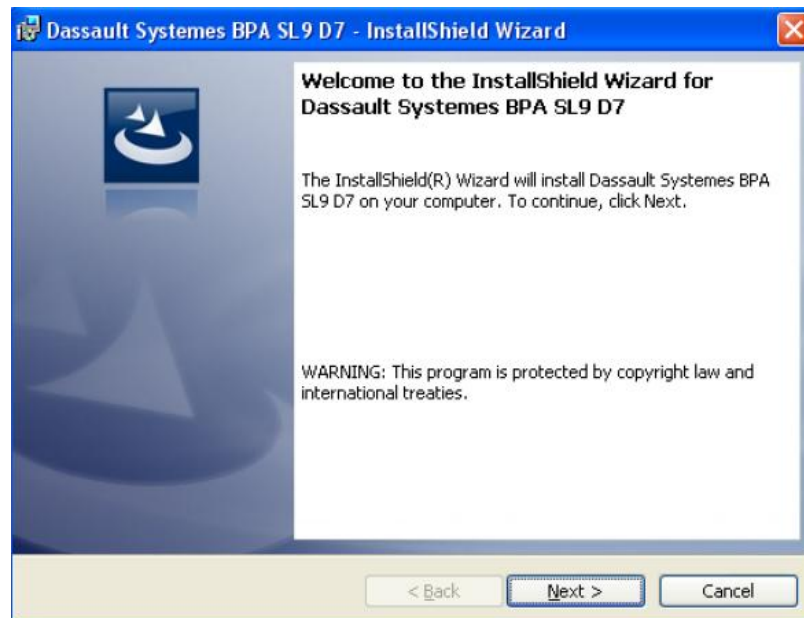 Dassault Systemes BPA SL9 D7 - InstallShield Wizard
Welcome to the InstallShield Wizard for
Dassault Systemes BPA SL9 D7
The InstallShield(R) Wizard will install Dassault Systemes BPA
SL9 D7 on your computer. To continue, click Next.
WARNING: This program is protected by copyright law and
international treaties.
< Back Next > Cancel